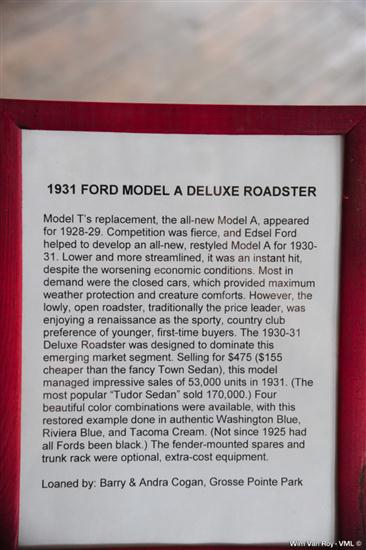 1931 FORD MODEL A DELUXE ROADSTER
Model T's replacement, the all-new Model A, appeared
for 1928-29. Competition was fierce, and Edsel Ford
helped to develop an all-new, restyled Model A for 1930-
31. Lower and more streamlined, it was an instant hit,
despite the worsening economic conditions. Most in
demand were the closed cars, which provided maximum
weather protection and creature comforts. However, the
lowly, open roadster, traditionally the price leader, was
enjoying a renaissance as the sporty, country club
preference of younger, first-time buyers. The 1930-31
Deluxe Roadster was designed to dominate this
emerging market segment. Selling for $475 ($155
cheaper than the fancy Town Sedan), this model
managed impressive sales of 53,000 units in 1931. (The
most popular “Tudor Sedan” sold 170,000.) Four
beautiful color combinations were available, with this
restored example done in authentic Washington Blue,
Riviera Blue, and Tacoma Cream. (Not since 1925 had
all Fords been black.) The fender-mounted spares and
trunk rack were optional, extra-cost equipment.
Loaned by: Barry & Andra Cogan, Grosse Pointe Park
Wim Van Roy - VML ©